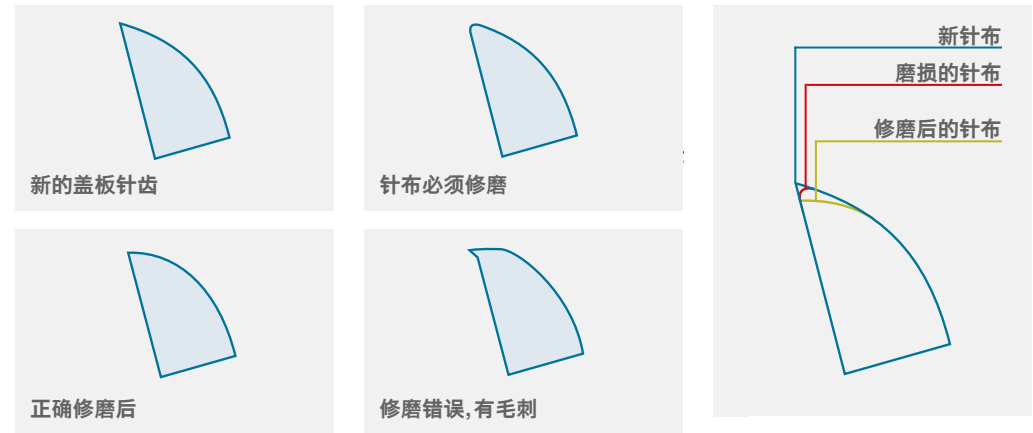 新的盖板针齿
针布必须修磨
正确修磨后
修磨错误,有毛刺
新针布
磨损的针布
修磨后的针布